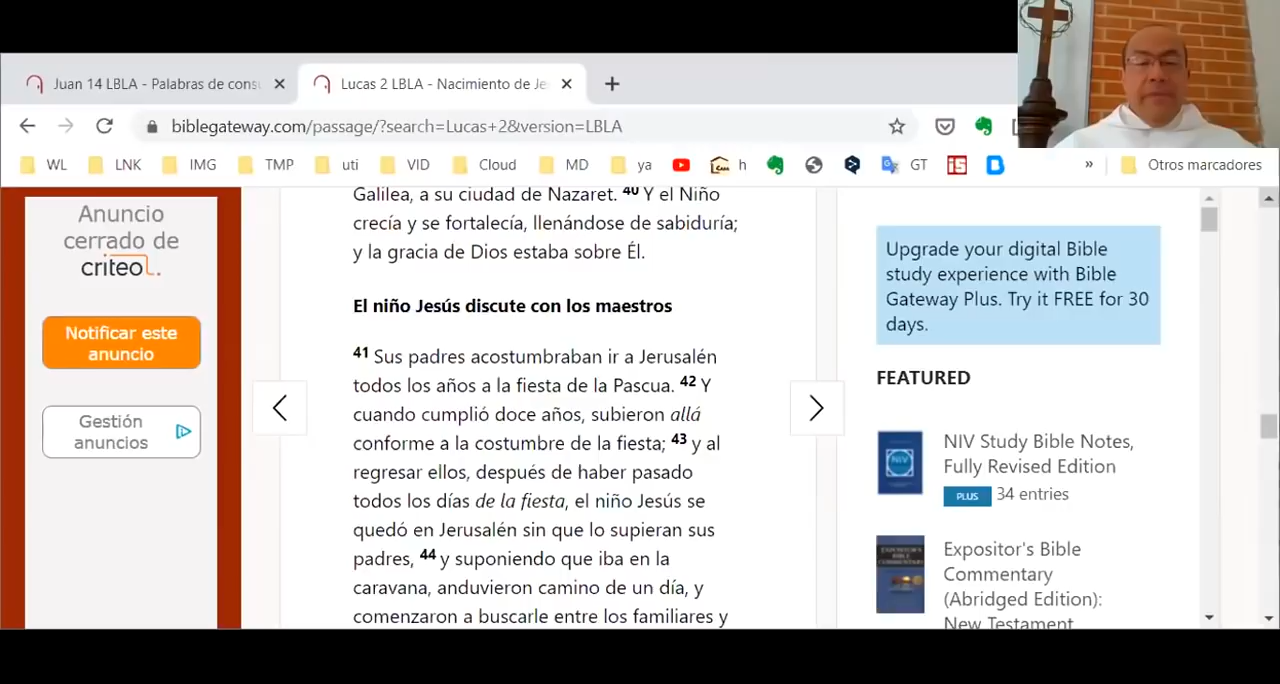 Juan 14 LBLA - Palabras de consu
Lucas 2 LBLA - Nacimiento de Je
biblegateway.com/passage/?search=Lucas+2&version=LBLA
WL LNK IMG TMP uti VID Cloud MD ya h GT » Otros marcadores
Anuncio
cerrado de
criteo
Notificar este
anuncio
Gestión
anuncios
Galilea, a su ciudad de Nazaret. 40 Y el Niño
crecía y se fortalecía, llenándose de sabiduría;
y la gracia de Dios estaba sobre Él.
El niño Jesús discute con los maestros
41 Sus padres acostumbraban ir a Jerusalén
todos los años a la fiesta de la Pascua. 42 Y
cuando cumplió doce años, subieron allá
conforme a la costumbre de la fiesta; 43 y al
regresar ellos, después de haber pasado
todos los días de la fiesta, el niño Jesús se
quedó en Jerusalén sin que lo supieran sus
padres, 44 y suponiendo que iba en la
caravana, anduvieron camino de un día, y
comenzaron a buscarle entre los familiares y
Upgrade your digital Bible
study experience with Bible
Gateway Plus. Try it FREE for 30
days.
FEATURED
NIV
NIV Study Bible Notes,
Fully Revised Edition
PLUS 34 entries
Expositor's Bible
Commentary
(Abridged Edition):
New Testament